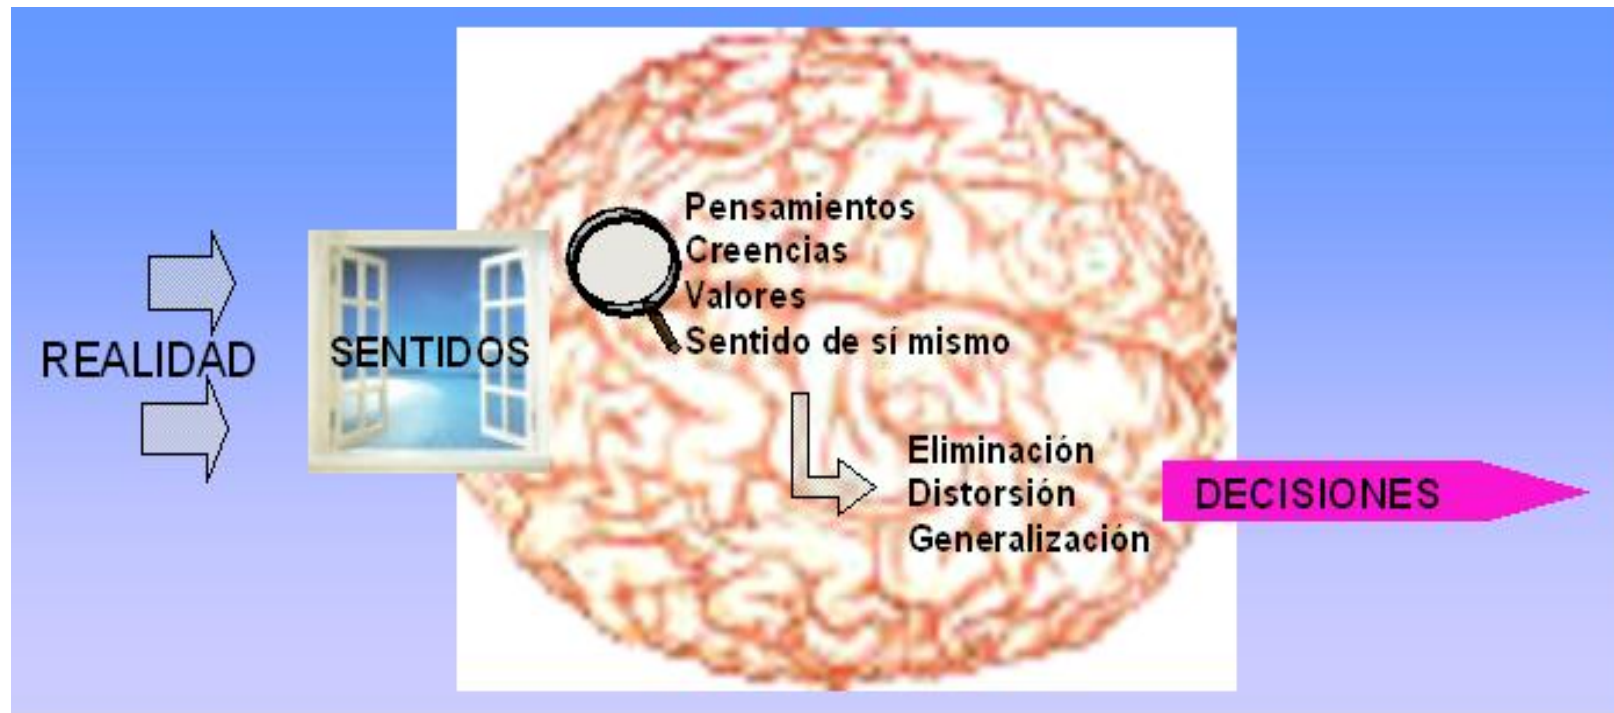 REALIDAD
SENTIDOS
Pensamientos
Creencias
Valores
Sentido de sí mismo
Eliminación
Distorsión
Generalización
DECISIONES